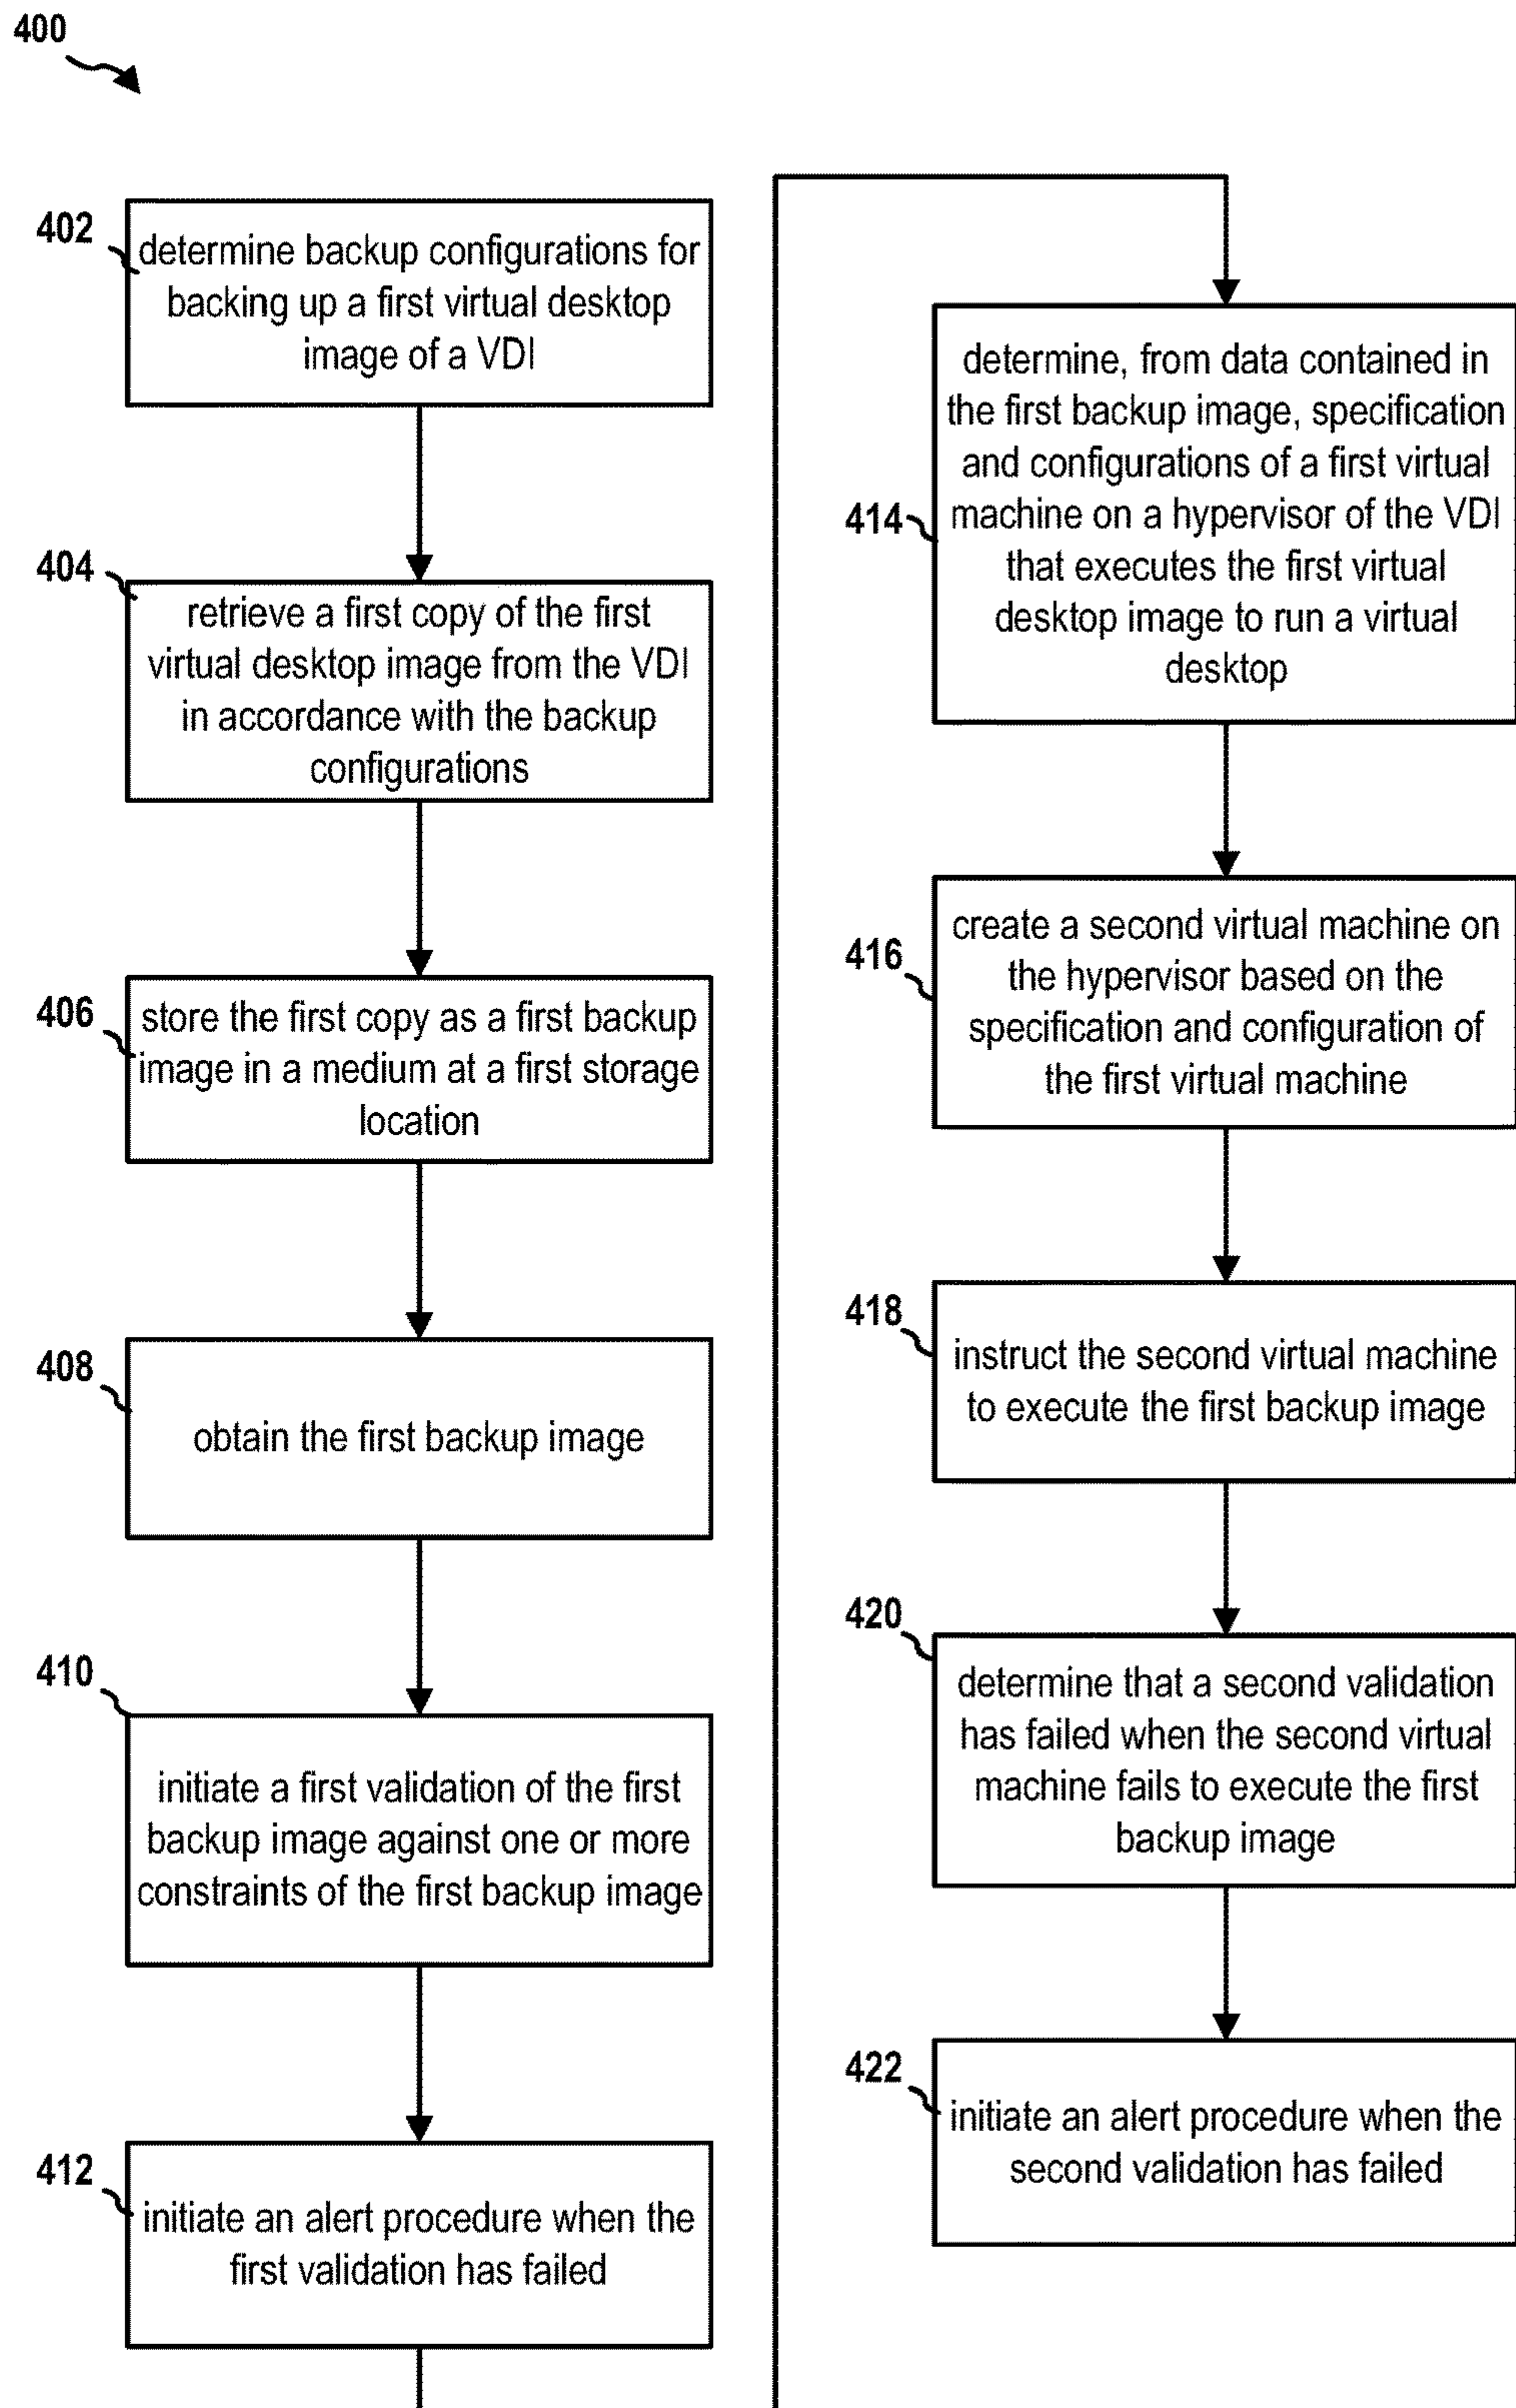 400
402
determine backup configurations for
backing up a first virtual desktop
image of a VDI
404
retrieve a first copy of the first
virtual desktop image from the VDI
in accordance with the backup
configurations
406
store the first copy as a first backup
image in a medium at a first storage
location
408
obtain the first backup image
410
initiate a first validation of the first
backup image against one or more
constraints of the first backup image
412
initiate an alert procedure when the
first validation has failed
414
determine, from data contained in
the first backup image, specification
and configurations of a first virtual
machine on a hypervisor of the VDI
that executes the first virtual
desktop image to run a virtual
desktop
416
create a second virtual machine on
the hypervisor based on the
specification and configuration of
the first virtual machine
418
instruct the second virtual machine
to execute the first backup image
420
determine that a second validation
has failed when the second virtual
machine fails to execute the first
backup image
422
initiate an alert procedure when the
second validation has failed